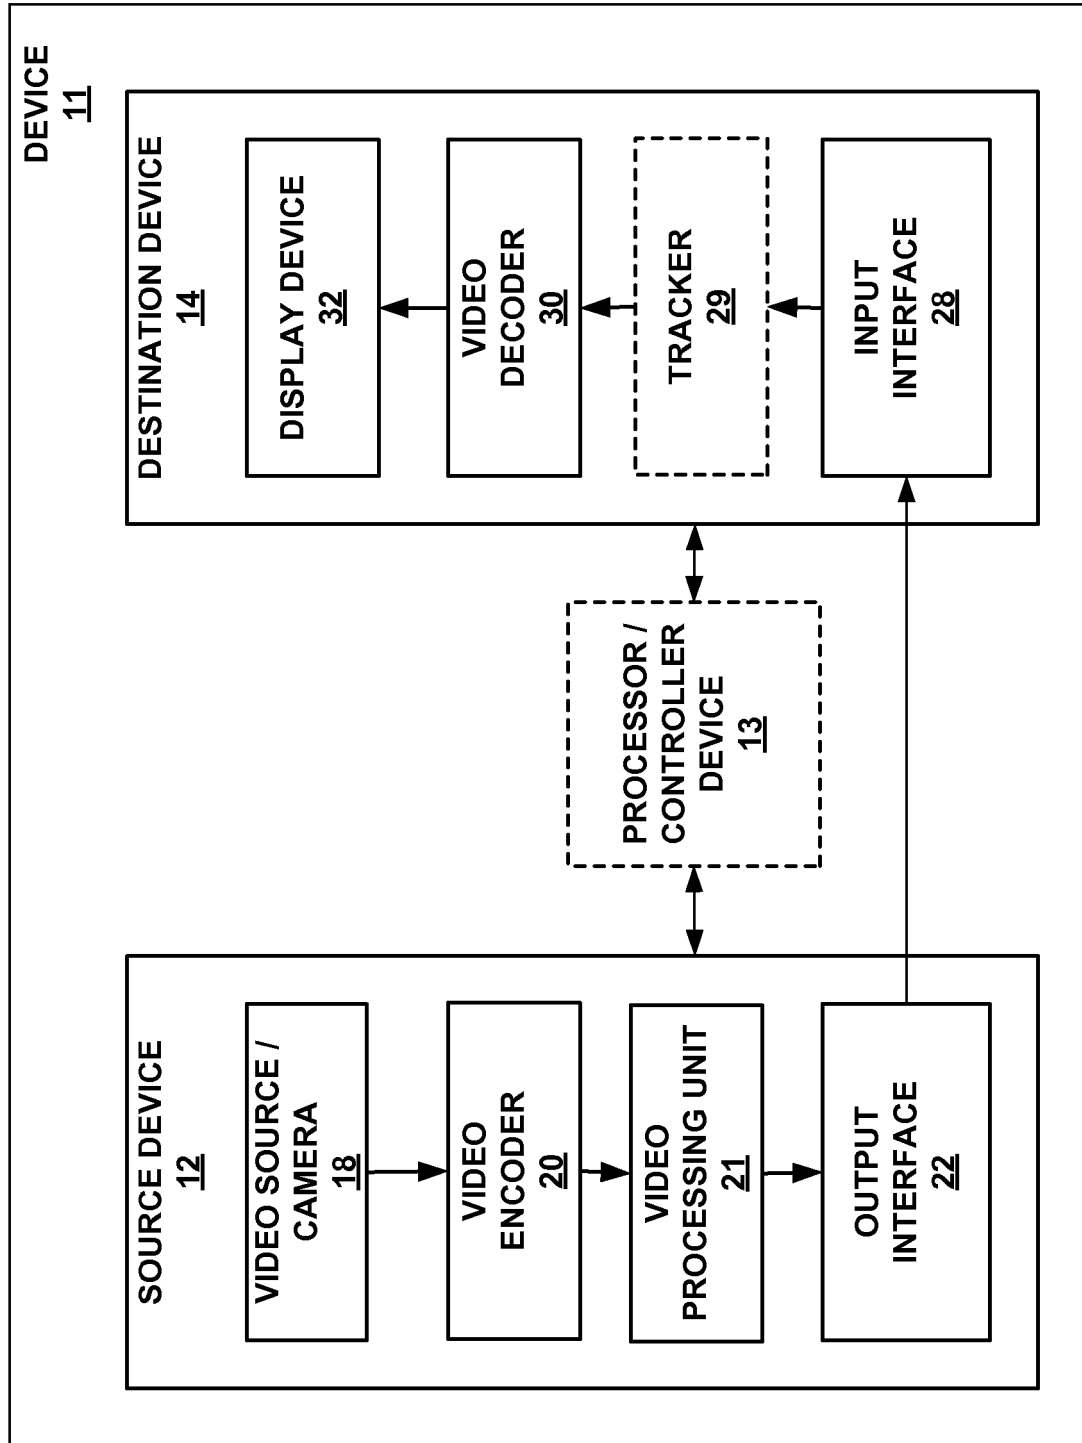 DEVICE
11
SOURCE DEVICE
12
VIDEO SOURCE /
CAMERA
18
VIDEO
ENCODER
20
VIDEO
PROCESSING UNIT
21
OUTPUT
INTERFACE
22
PROCESSOR /
CONTROLLER
DEVICE
13
DESTINATION DEVICE
14
DISPLAY DEVICE
32
VIDEO
DECODER
30
TRACKER
29
INPUT
INTERFACE
28